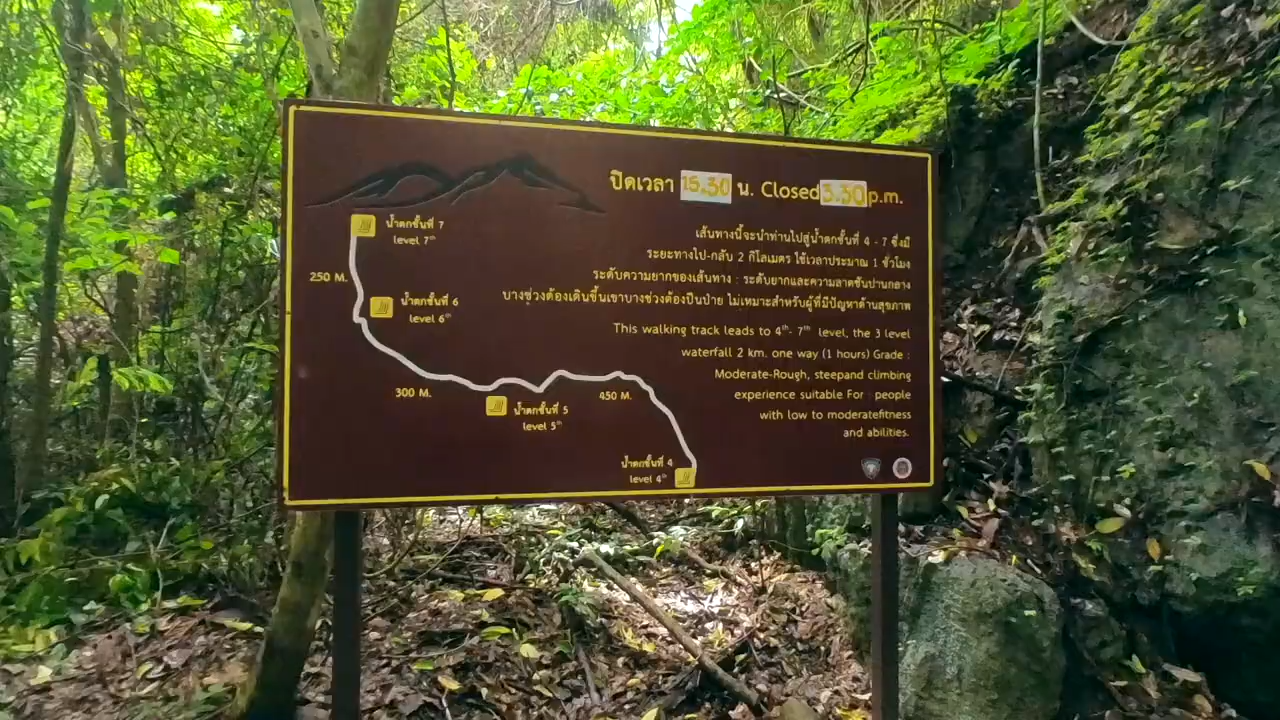 ปิดเวลา 15.30 น. Closed 3.30 p.m.
เส้นทางนี้จะนำท่านไปสู่น้ำตกชั้นที่ 4 - 7 ซึ่งมี
ระยะทางไป-กลับ 2 กิโลเมตร ใช้เวลาประมาณ 1 ชั่วโมง
ระดับความยากของเส้นทาง : ระดับยากและความลาดชันปานกลาง
บางช่วงต้องเดินขึ้นเขาบางช่วงต้องปีนป่าย ไม่เหมาะสำหรับผู้ที่มีปัญหาด้านสุขภาพ
This walking track leads to 4th- 7th level, the 3 level
waterfall 2 km. one way (1 hours) Grade :
Moderate-Rough, steepand climbing
experience suitable For people
with low to moderatefitness
and abilities.
น้ำตกชั้นที่ 7
level 7th
250 M.
น้ำตกชั้นที่ 6
level 6th
300 M.
น้ำตกชั้นที่ 5
level 5th
450 M.
น้ำตกชั้นที่ 4
level 4th